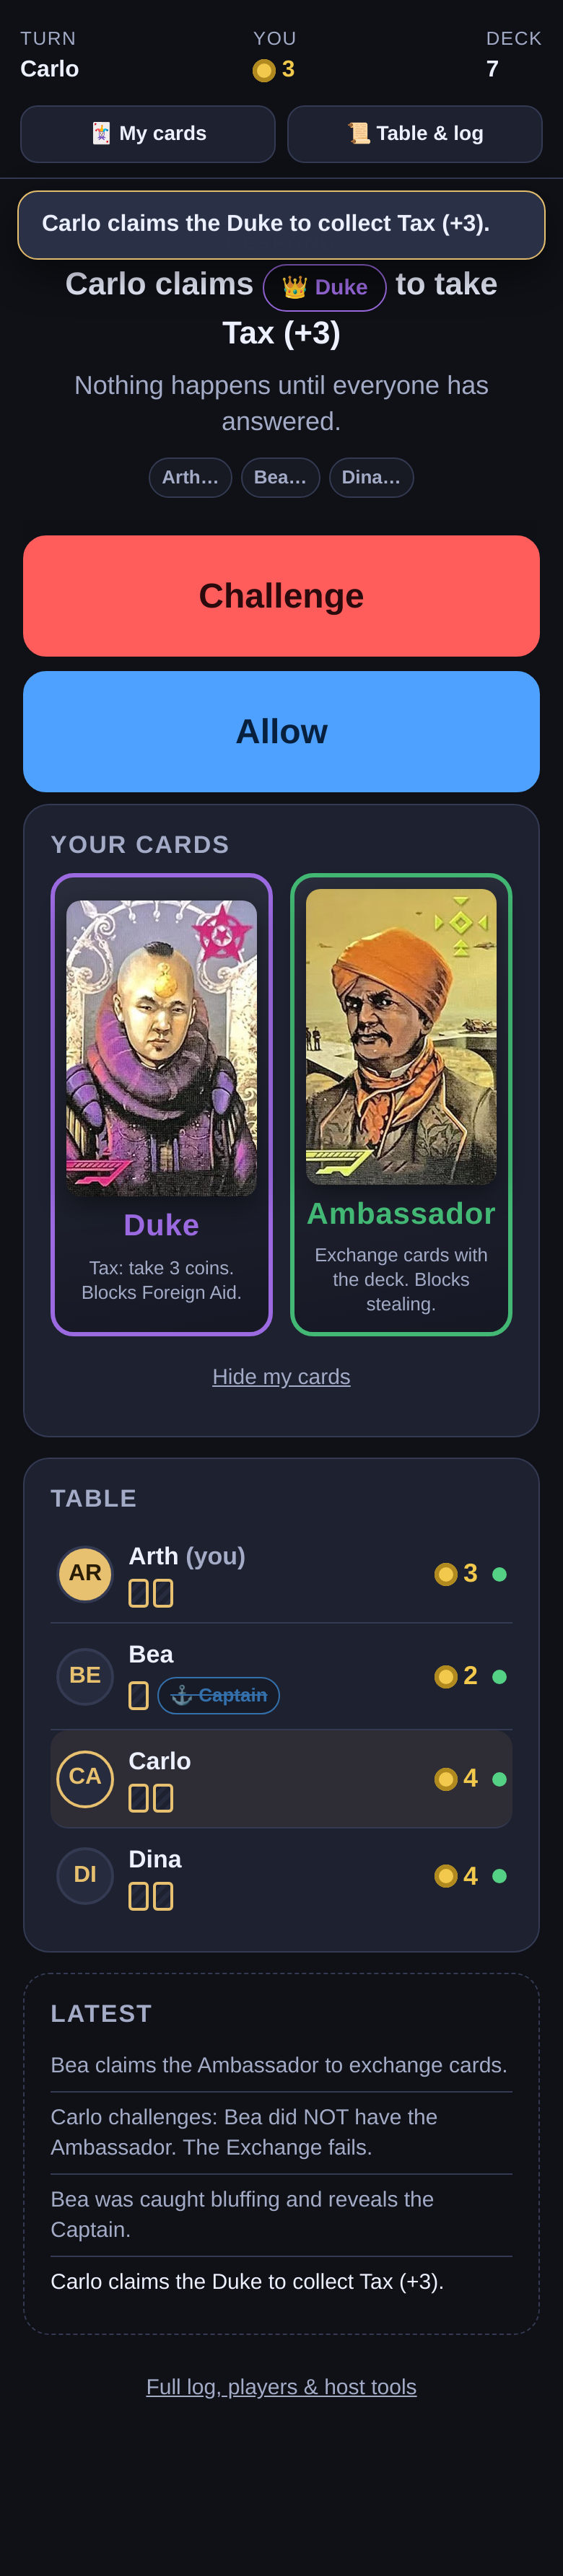 TURN
YOU
DECK
Carlo
3
7
🃏 My cards
📜 Table & log
Carlo claims the Duke to collect Tax (+3).
Carlo claims 👑 Duke to take
Tax (+3)
Nothing happens until everyone has
answered.
Arth…
Bea…
Dina…
Challenge
Allow
YOUR CARDS
Duke
Tax: take 3 coins.
Blocks Foreign Aid.
Ambassador
Exchange cards with
the deck. Blocks
stealing.
Hide my cards
TABLE
AR
Arth (you)
3
BE
Bea
⚓ Captain
2
CA
Carlo
4
DI
Dina
4
LATEST
Bea claims the Ambassador to exchange cards.
Carlo challenges: Bea did NOT have the
Ambassador. The Exchange fails.
Bea was caught bluffing and reveals the
Captain.
Carlo claims the Duke to collect Tax (+3).
Full log, players & host tools